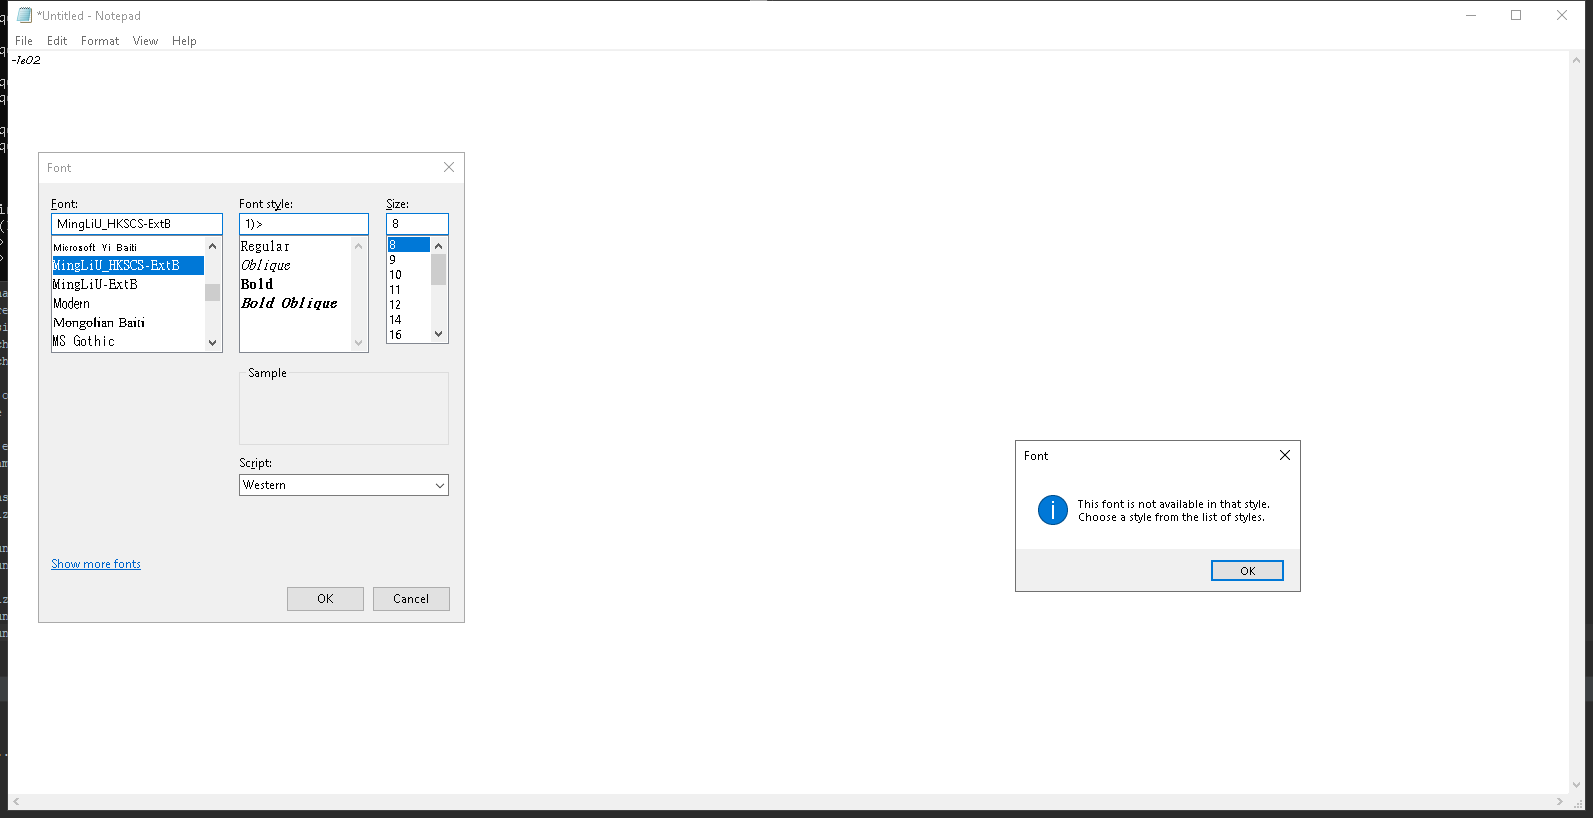 *Untitled - Notepad
File Edit Format View Help
-1e02
Font
Font:
MingLiU_HKSCS-ExtB
Microsoft Yi Baiti
MingLiU_HKSCS-ExtB
MingLiU-ExtB
Modern
Mongolian Baiti
MS Gothic
Font style:
1)>
Regular
Oblique
Bold
Bold Oblique
Size:
8
8
9
10
11
12
14
16
Sample
Script:
Western
Show more fonts
OK
Cancel
Font
This font is not available in that style.
Choose a style from the list of styles.
OK